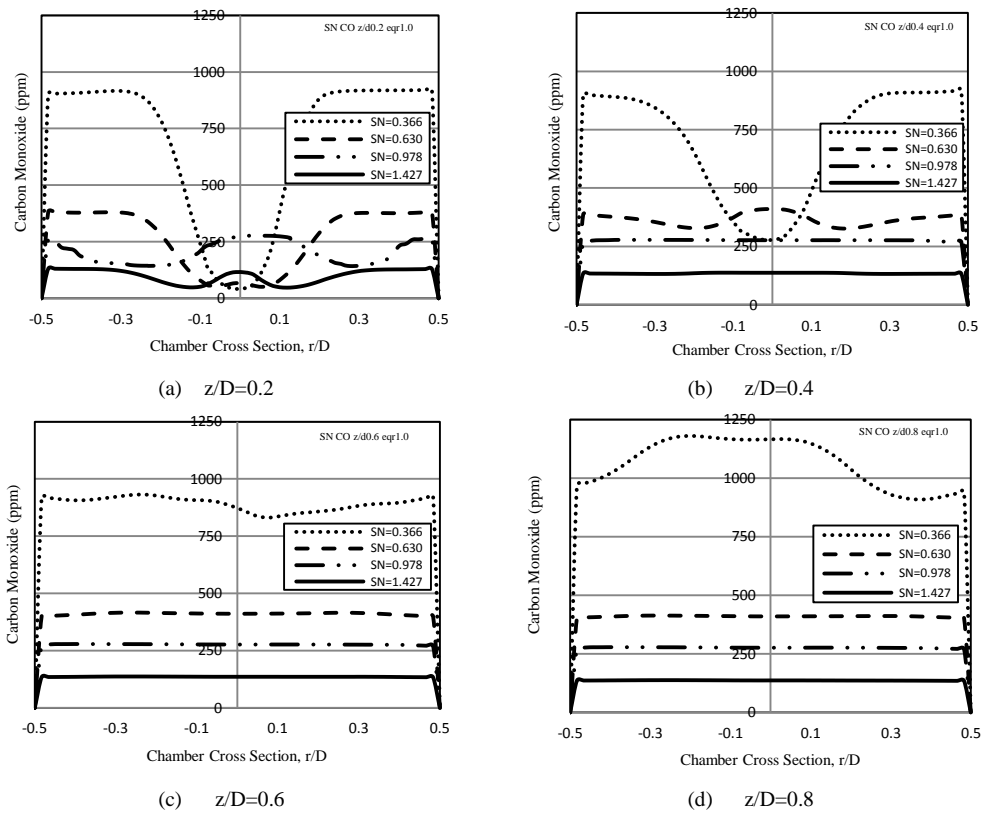 SN CO z/d0.2 eqr1.0
1250
1000
750
500
250
0
Carbon Monoxide (ppm)
SN=0.366
SN=0.630
SN=0.978
SN=1.427
-0.5
-0.3
-0.1
0.1
0.3
0.5
Chamber Cross Section, r/D
(a) z/D=0.2
SN CO z/d0.4 eqr1.0
1250
1000
750
500
250
0
Carbon Monoxide (ppm)
SN=0.366
SN=0.630
SN=0.978
SN=1.427
-0.5
-0.3
-0.1
0.1
0.3
0.5
Chamber Cross Section, r/D
(b) z/D=0.4
SN CO z/d0.6 eqr1.0
1250
1000
750
500
250
0
Carbon Monoxide (ppm)
SN=0.366
SN=0.630
SN=0.978
SN=1.427
-0.5
-0.3
-0.1
0.1
0.3
0.5
Chamber Cross Section, r/D
(c) z/D=0.6
SN CO z/d0.8 eqr1.0
1250
1000
750
500
250
0
Carbon Monoxide (ppm)
SN=0.366
SN=0.630
SN=0.978
SN=1.427
-0.5
-0.3
-0.1
0.1
0.3
0.5
Chamber Cross Section, r/D
(d) z/D=0.8